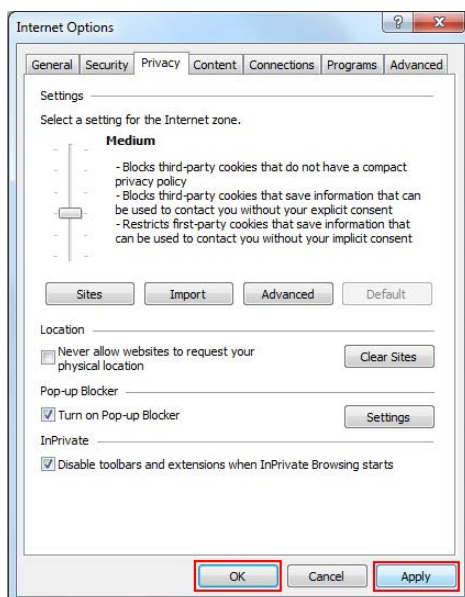 Internet Options
General Security Privacy Content Connections Programs Advanced
Settings
Select a setting for the Internet zone.
Medium
- Blocks third-party cookies that do not have a compact
privacy policy
- Blocks third-party cookies that save information that can
be used to contact you without your explicit consent
- Restricts first-party cookies that save information that
can be used to contact you without your implicit consent
Sites Import Advanced Default
Location
Never allow websites to request your
physical location
Clear Sites
Pop-up Blocker
Turn on Pop-up Blocker Settings
InPrivate
Disable toolbars and extensions when InPrivate Browsing starts
OK Cancel Apply